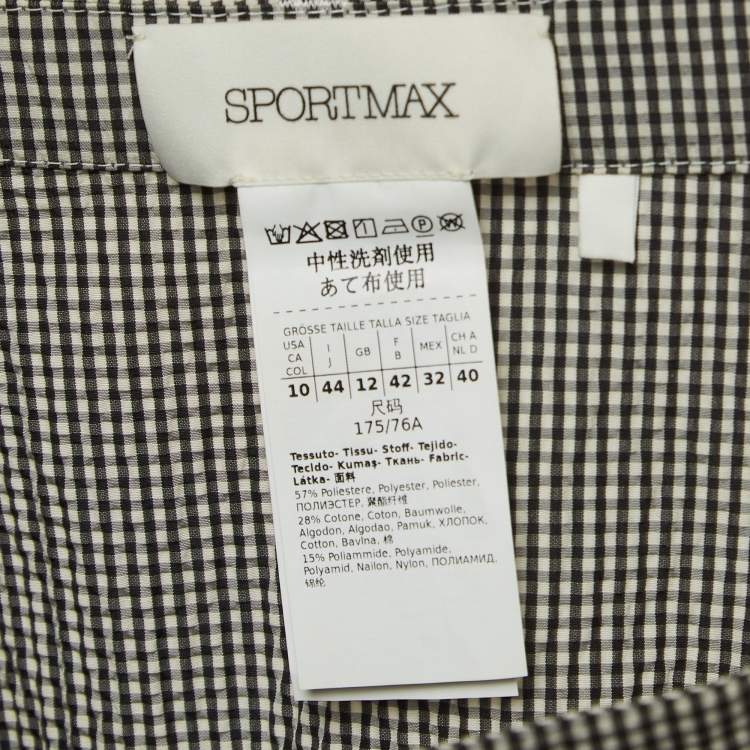 SPORTMAX
中性洗剤使用
あて布使用
GRÖSSE TAILLE TALLA SIZE TAGLIA
USA CA COL I J GB F B MEX CH A NL D
10 44 12 42 32 40
尺码
175/76A
Tessuto- Tissu- Stoff- Tejido-
Tecido- Kumaş- Ткань- Fabric-
Látka- 面料
57% Poliestere, Polyester, Poliester,
ПОЛИЭСТЕР, 聚酯纤维
28% Cotone, Coton, Baumwolle,
Algodon, Algodao, Pamuk, ХЛОПОК,
Cotton, Bavlna, 棉
15% Poliammide, Polyamide,
Polyamid, Nailon, Nylon, ПОЛИАМИД,
锦纶